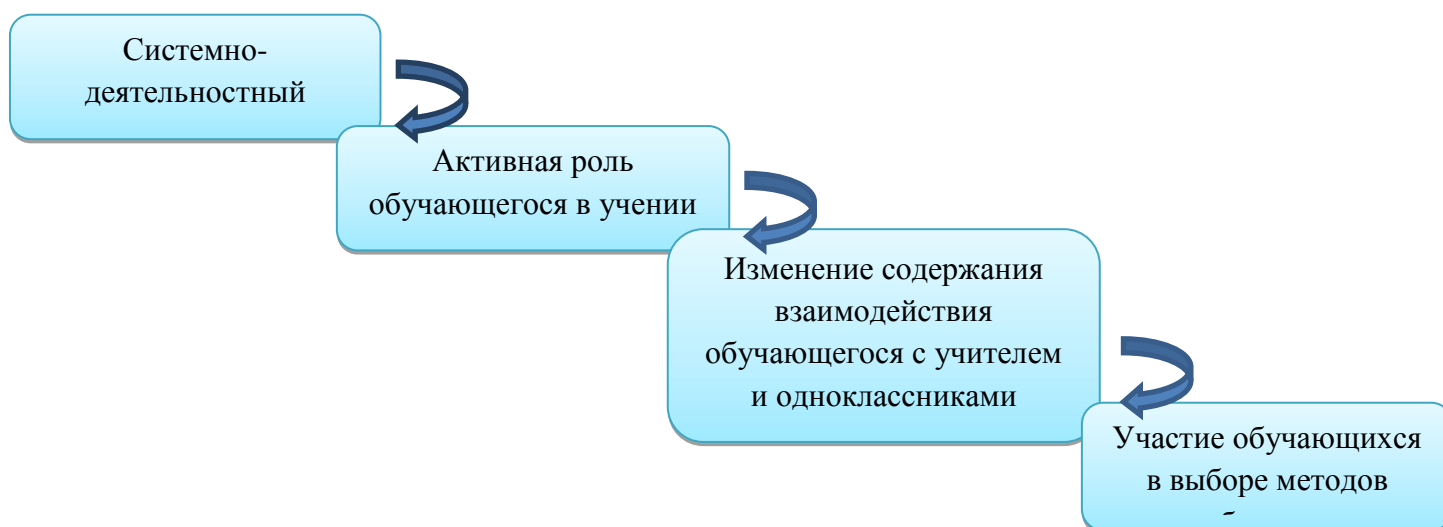 Системно-
деятельностный
Активная роль
обучающегося в учении
Изменение содержания
взаимодействия
обучающегося с учителем
и одноклассниками
Участие обучающихся
в выборе методов